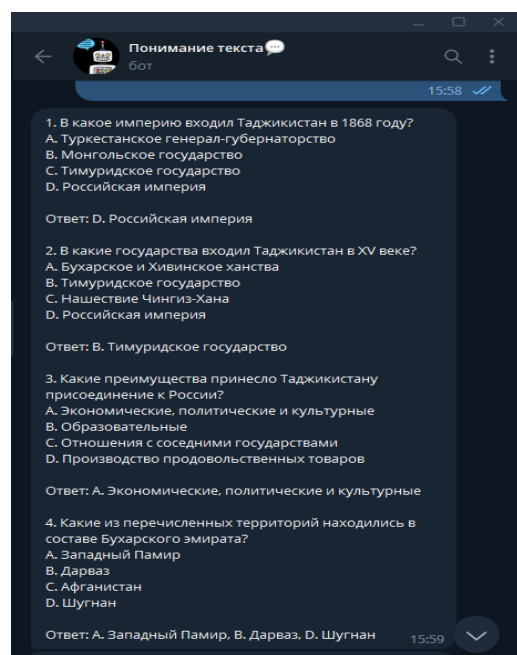 Понимание текста💬
бот
15:58
1. В какое империю входил Таджикистан в 1868 году?
А. Туркестанское генерал-губернаторство
В. Монгольское государство
С. Тимуридское государство
D. Российская империя
Ответ: D. Российская империя
2. В какие государства входил Таджикистан в XV веке?
А. Бухарское и Хивинское ханства
В. Тимуридское государство
С. Нашествие Чингиз-Хана
D. Российская империя
Ответ: В. Тимуридское государство
3. Какие преимущества принесло Таджикистану
присоединение к России?
А. Экономические, политические и культурные
В. Образовательные
С. Отношения с соседними государствами
D. Производство продовольственных товаров
Ответ: А. Экономические, политические и культурные
4. Какие из перечисленных территорий находились в
составе Бухарского эмирата?
А. Западный Памир
В. Дарваз
С. Афганистан
D. Шугнан
Ответ: А. Западный Памир, В. Дарваз, D. Шугнан
15:59